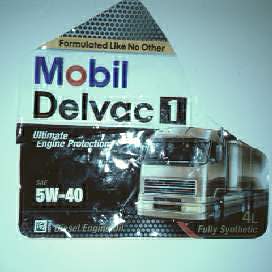 Formulated Like No Other
Mobil
Delvac 1
Ultimate
Engine Protection
SAE
5W-40
4L
Diesel Engine Oil
Fully Synthetic